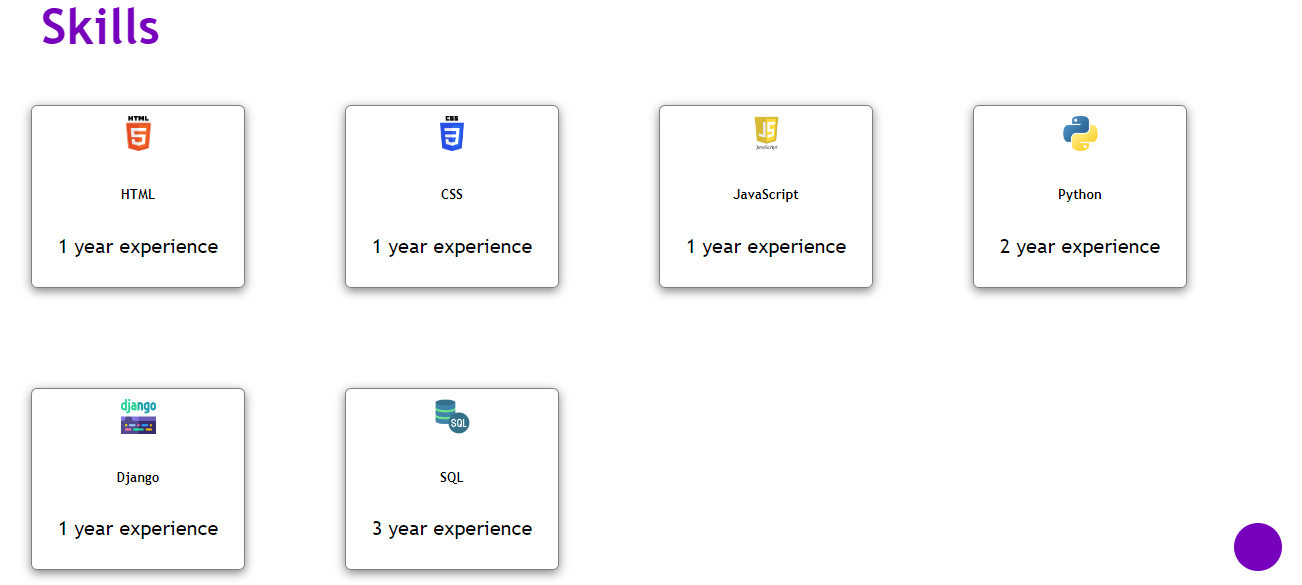 Skills
HTML
5
HTML
1 year experience
CSS
3
CSS
1 year experience
JS
JavaScript
JavaScript
1 year experience
Python
2 year experience
django
Django
1 year experience
SQL
SQL
3 year experience